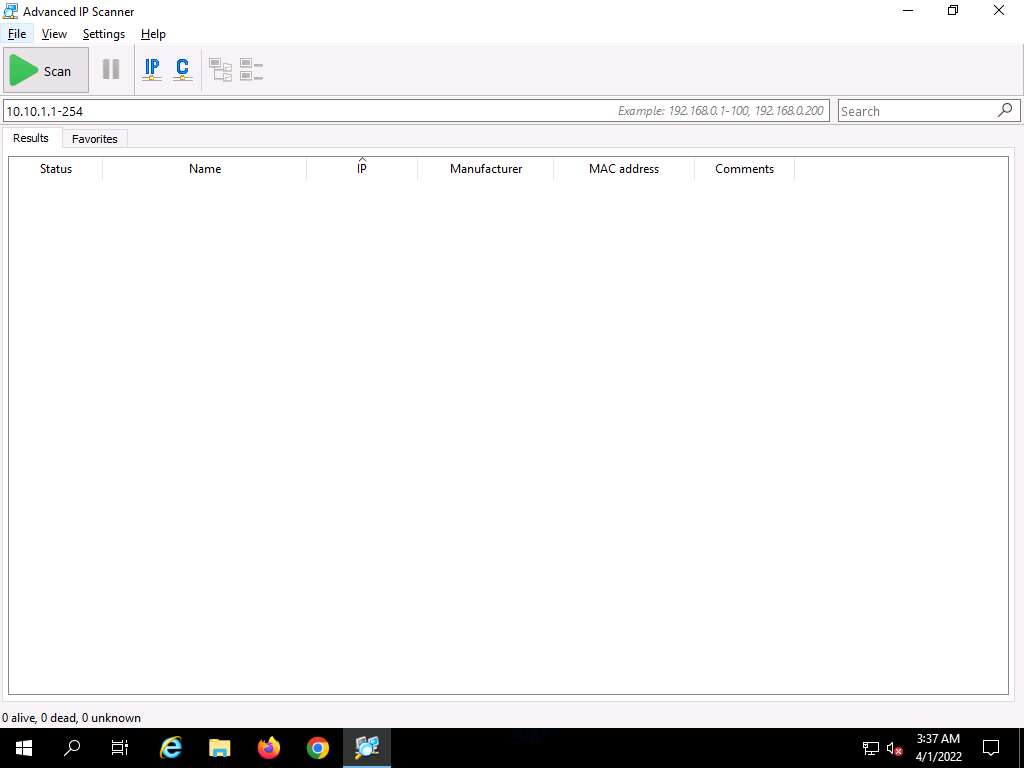 Advanced IP Scanner
File View Settings Help
Scan IP C
10.10.1.1-254 Example: 192.168.0.1-100, 192.168.0.200 Search
Results Favorites
Status Name IP Manufacturer MAC address Comments
0 alive, 0 dead, 0 unknown
3:37 AM
4/1/2022